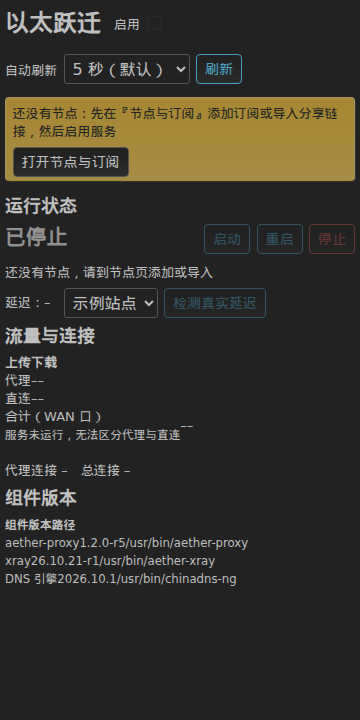 以太跃迁 启用
自动刷新 5 秒（默认） 刷新
还没有节点：先在『节点与订阅』添加订阅或导入分享链
接，然后启用服务
打开节点与订阅
运行状态
已停止 启动 重启 停止
还没有节点，请到节点页添加或导入
延迟：– 示例站点 检测真实延迟
流量与连接
上传下载
代理––
直连––
合计（WAN 口）
服务未运行，无法区分代理与直连––
代理连接 – 总连接 –
组件版本
组件版本路径
aether-proxy1.2.0-r5/usr/bin/aether-proxy
xray26.10.21-r1/usr/bin/aether-xray
DNS 引擎2026.10.1/usr/bin/chinadns-ng